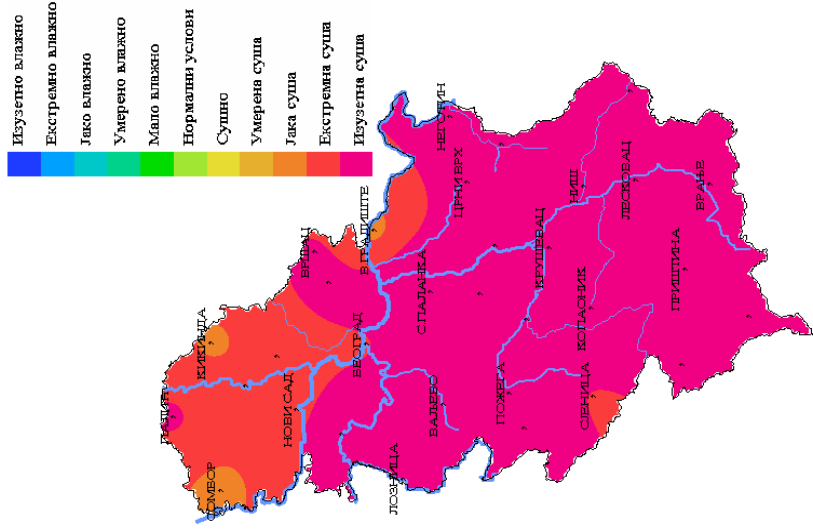 Изузетно влажно
Екстремно влажно
Јако влажно
Умерено влажно
Мало влажно
Нормални услови
Сушно
Умерена суша
Јака суша
Екстремна суша
Изузетна суша
СОМБОР
ПАЛИЋ
КИКИНДА
НОВИ САД
ВРШАЦ
БЕОГРАД
В.ГРАДИШТЕ
НЕГОТИН
ЛОЗНИЦА
ВАЉЕВО
С.ПАЛАНКА
ЦРНИ ВРХ
ПОЖЕГА
КРУШЕВАЦ
НИШ
СЈЕНИЦА
КОПАОНИК
ЛЕСКОВАЦ
ПРИШТИНА
ВРАЊЕ